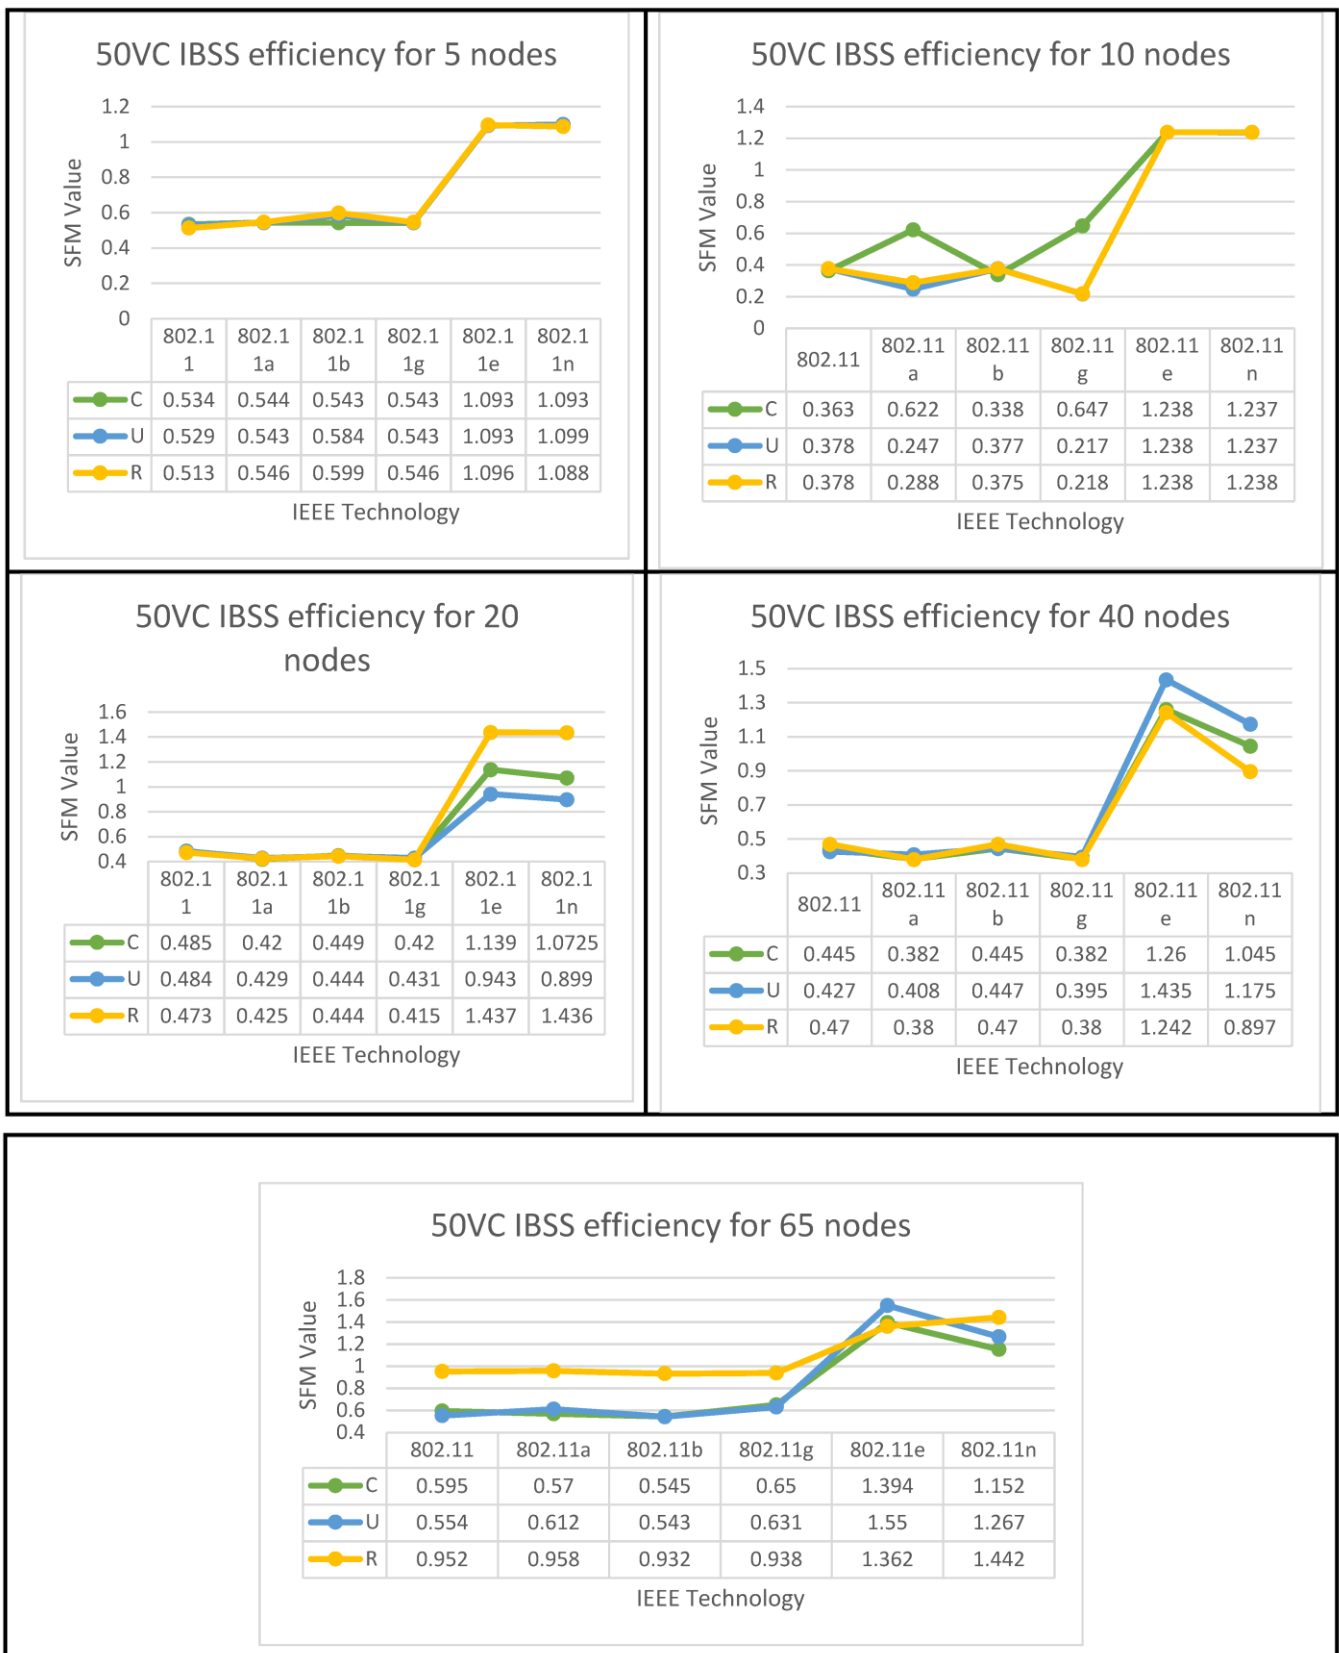 50VC IBSS efficiency for 5 nodes
1.2
1
0.8
0.6
0.4
0.2
0
SFM Value
802.1 802.1 802.1 802.1 802.1 802.1
1 1a 1b 1g 1e 1n
C 0.534 0.544 0.543 0.543 1.093 1.093
U 0.529 0.543 0.584 0.543 1.093 1.099
R 0.513 0.546 0.599 0.546 1.096 1.088
IEEE Technology
50VC IBSS efficiency for 10 nodes
1.4
1.2
1
0.8
0.6
0.4
0.2
0
SFM Value
802.11 802.11 802.11 802.11 802.11 802.11
a b g e n
C 0.363 0.622 0.338 0.647 1.238 1.237
U 0.378 0.247 0.377 0.217 1.238 1.237
R 0.378 0.288 0.375 0.218 1.238 1.238
IEEE Technology
50VC IBSS efficiency for 20
nodes
1.6
1.4
1.2
1
0.8
0.6
0.4
SFM Value
802.1 802.1 802.1 802.1 802.1 802.1
1 1a 1b 1g 1e 1n
C 0.485 0.42 0.449 0.42 1.139 1.0725
U 0.484 0.429 0.444 0.431 0.943 0.899
R 0.473 0.425 0.444 0.415 1.437 1.436
IEEE Technology
50VC IBSS efficiency for 40 nodes
1.5
1.3
1.1
0.9
0.7
0.5
0.3
SFM Value
802.11 802.11 802.11 802.11 802.11 802.11
a b g e n
C 0.445 0.382 0.445 0.382 1.26 1.045
U 0.427 0.408 0.447 0.395 1.435 1.175
R 0.47 0.38 0.47 0.38 1.242 0.897
IEEE Technology
50VC IBSS efficiency for 65 nodes
1.8
1.6
1.4
1.2
1
0.8
0.6
0.4
SFM Value
802.11 802.11a 802.11b 802.11g 802.11e 802.11n
C 0.595 0.57 0.545 0.65 1.394 1.152
U 0.554 0.612 0.543 0.631 1.55 1.267
R 0.952 0.958 0.932 0.938 1.362 1.442
IEEE Technology